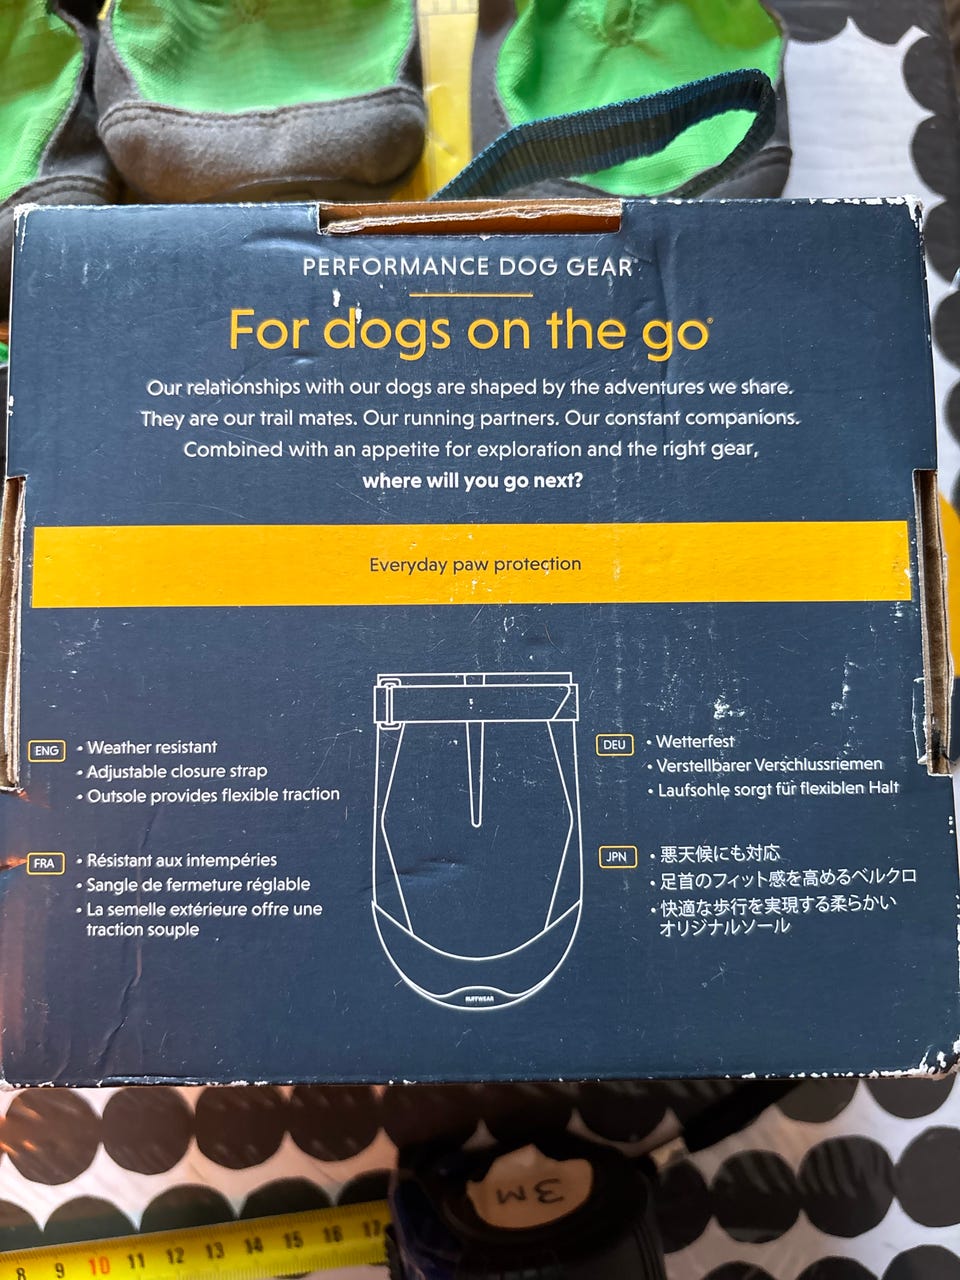 PERFORMANCE DOG GEAR
For dogs on the go®
Our relationships with our dogs are shaped by the adventures we share.
They are our trail mates. Our running partners. Our constant companions.
Combined with an appetite for exploration and the right gear,
where will you go next?
Everyday paw protection
ENG
• Weather resistant
• Adjustable closure strap
• Outsole provides flexible traction
FRA
• Résistant aux intempéries
• Sangle de fermeture réglable
• La semelle extérieure offre une
traction souple
DEU
• Wetterfest
• Verstellbarer Verschlussriemen
• Laufsohle sorgt für flexiblen Halt
JPN
• 悪天候にも対応
• 足首のフィット感を高めるベルクロ
• 快適な歩行を実現する柔らかい
オリジナルソール
RUFFWEAR
3M
8 9 10 11 12 13 14 15 16 17